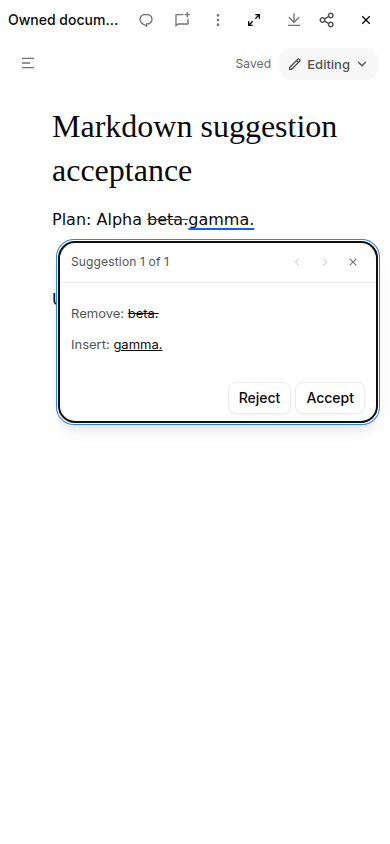 Owned docum...
Saved
Editing
Markdown suggestion
acceptance
Plan: Alpha beta.gamma.
Suggestion 1 of 1
Remove: beta.
Insert: gamma.
Reject
Accept